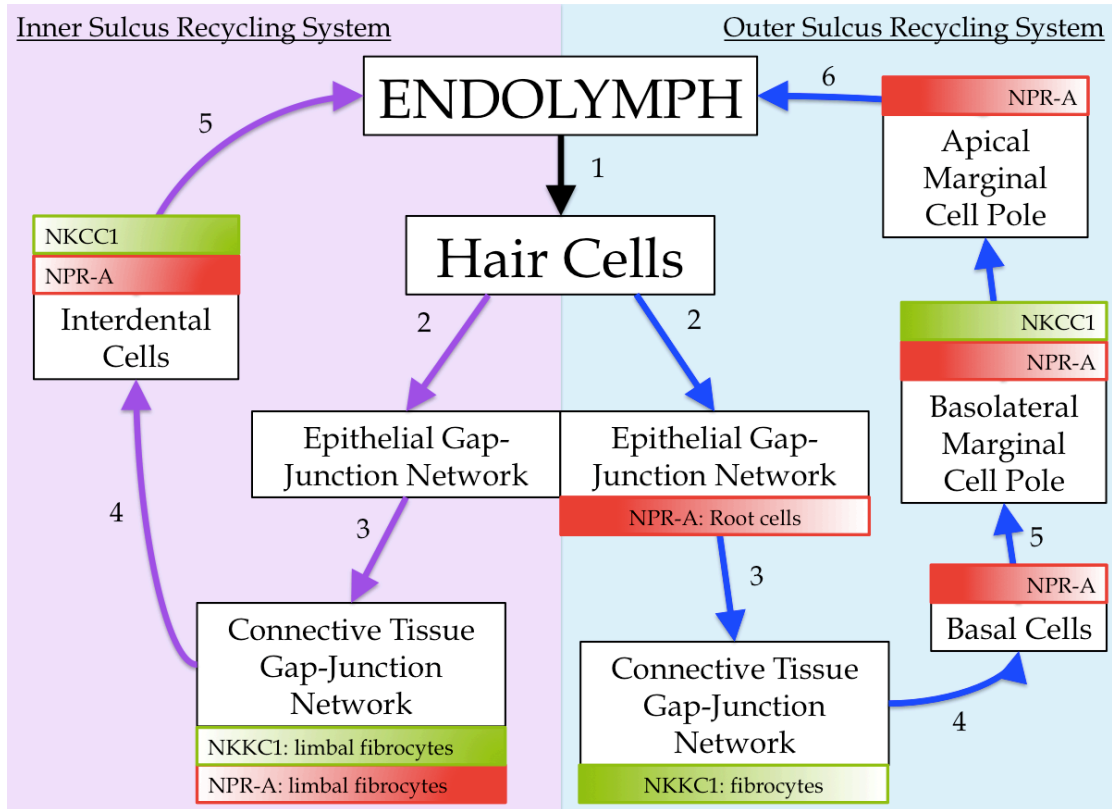 Inner Sulcus Recycling System
Outer Sulcus Recycling System
ENDOLYMPH
6
NPR-A
Apical
Marginal
Cell Pole
5
1
NKCC1
NPR-A
Interdental
Cells
Hair Cells
2
2
NKCC1
NPR-A
Basolateral
Marginal
Cell Pole
Epithelial Gap-
Junction Network
Epithelial Gap-
Junction Network
NPR-A: Root cells
4
3
3
5
NPR-A
Basal Cells
Connective Tissue
Gap-Junction
Network
NKKC1: limbal fibrocytes
NPR-A: limbal fibrocytes
Connective Tissue
Gap-Junction
Network
NKKC1: fibrocytes
4